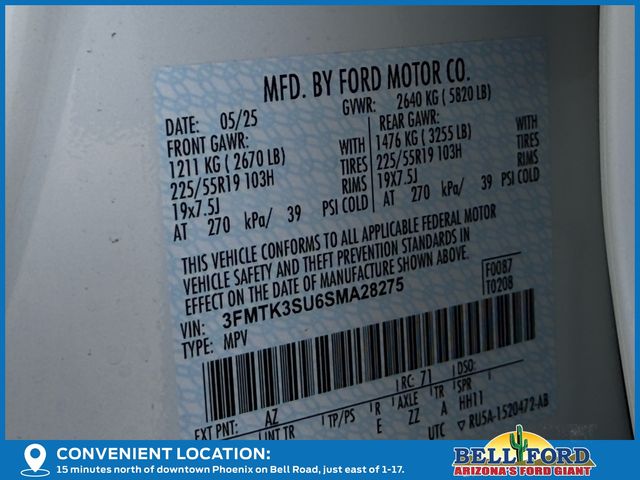 MFD. BY FORD MOTOR CO.
DATE: 05/25 GVWR: 2640 KG ( 5820 LB)
FRONT GAWR: REAR GAWR:
1211 KG ( 2670 LB) WITH 1476 KG ( 3255 LB) WITH
225/55R19 103H TIRES 225/55R19 103H TIRES
19x7.5J RIMS 19x7.5J RIMS
AT 270 kPa/ 39 PSI COLD AT 270 kPa/ 39 PSI COLD
THIS VEHICLE CONFORMS TO ALL APPLICABLE FEDERAL MOTOR
VEHICLE SAFETY AND THEFT PREVENTION STANDARDS IN
EFFECT ON THE DATE OF MANUFACTURE SHOWN ABOVE.
VIN: 3FMTK3SU6SMA28275 F0087
TYPE: MPV T0208
EXT PNT: AZ RC: 71 DSO:
INT TR TP/PS R AXLE TR SPR
E ZZ A HH11
UTC ▽ RU5A-1520472-AB
CONVENIENT LOCATION:
15 minutes north of downtown Phoenix on Bell Road, just east of 1-17.
BELL FORD
ARIZONA'S FORD GIANT